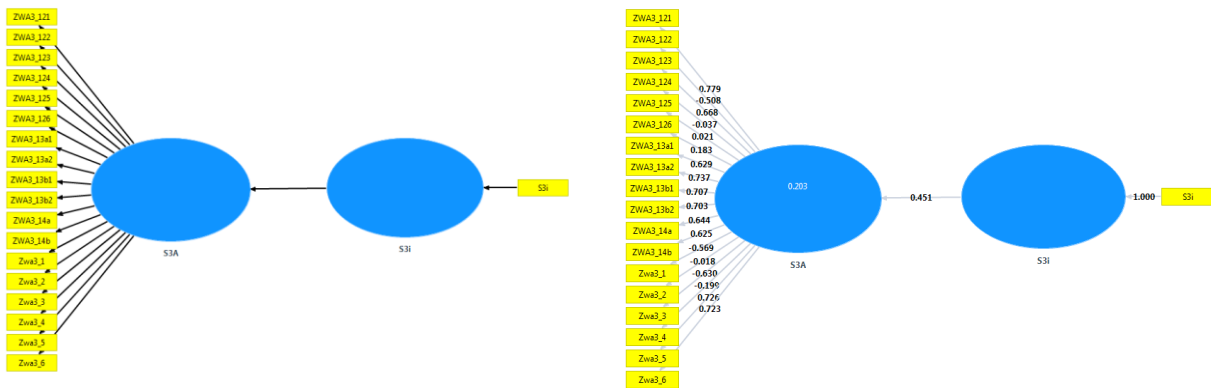 ZWA3_121
ZWA3_122
ZWA3_123
ZWA3_124
ZWA3_125
ZWA3_126
ZWA3_13a1
ZWA3_13a2
ZWA3_13b1
ZWA3_13b2
ZWA3_14a
ZWA3_14b
Zwa3_1
Zwa3_2
Zwa3_3
Zwa3_4
Zwa3_5
Zwa3_6
S3A
S3i
S3i
ZWA3_121
ZWA3_122
ZWA3_123
ZWA3_124
ZWA3_125
ZWA3_126
ZWA3_13a1
ZWA3_13a2
ZWA3_13b1
ZWA3_13b2
ZWA3_14a
ZWA3_14b
Zwa3_1
Zwa3_2
Zwa3_3
Zwa3_4
Zwa3_5
Zwa3_6
0.779
-0.508
0.668
-0.037
0.021
0.183
0.629
0.737
0.707
0.703
0.644
0.625
-0.569
-0.018
-0.630
-0.199
0.726
0.723
0.203
S3A
0.451
S3i
1.000
S3i